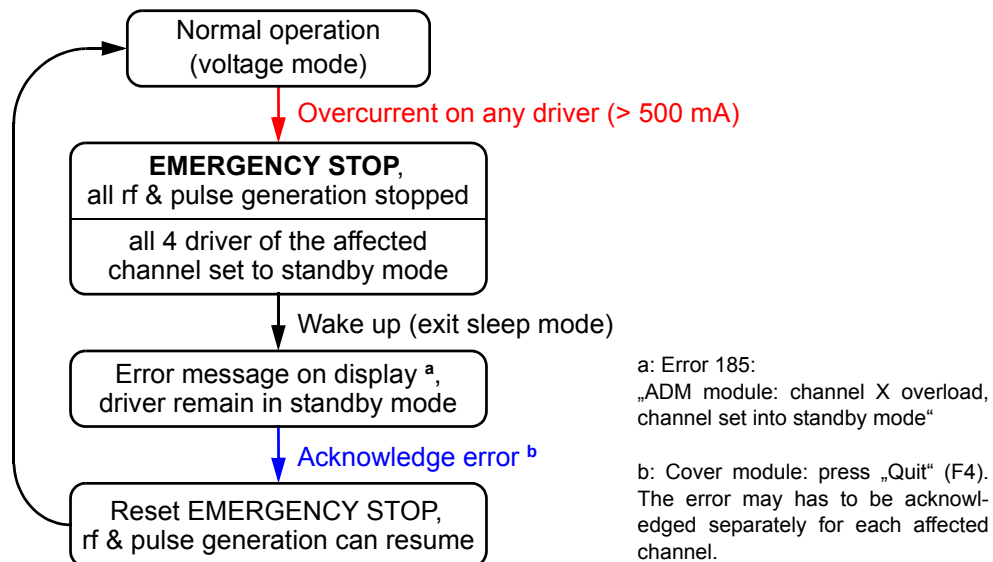 Normal operation
(voltage mode)
Overcurrent on any driver (> 500 mA)
EMERGENCY STOP,
all rf & pulse generation stopped
all 4 driver of the affected
channel set to standby mode
Wake up (exit sleep mode)
Error message on display a,
driver remain in standby mode
Acknowledge error b
Reset EMERGENCY STOP,
rf & pulse generation can resume
a: Error 185:
„ADM module: channel X overload,
channel set into standby mode“
b: Cover module: press „Quit“ (F4).
The error may has to be acknowl-
edged separately for each affected
channel.